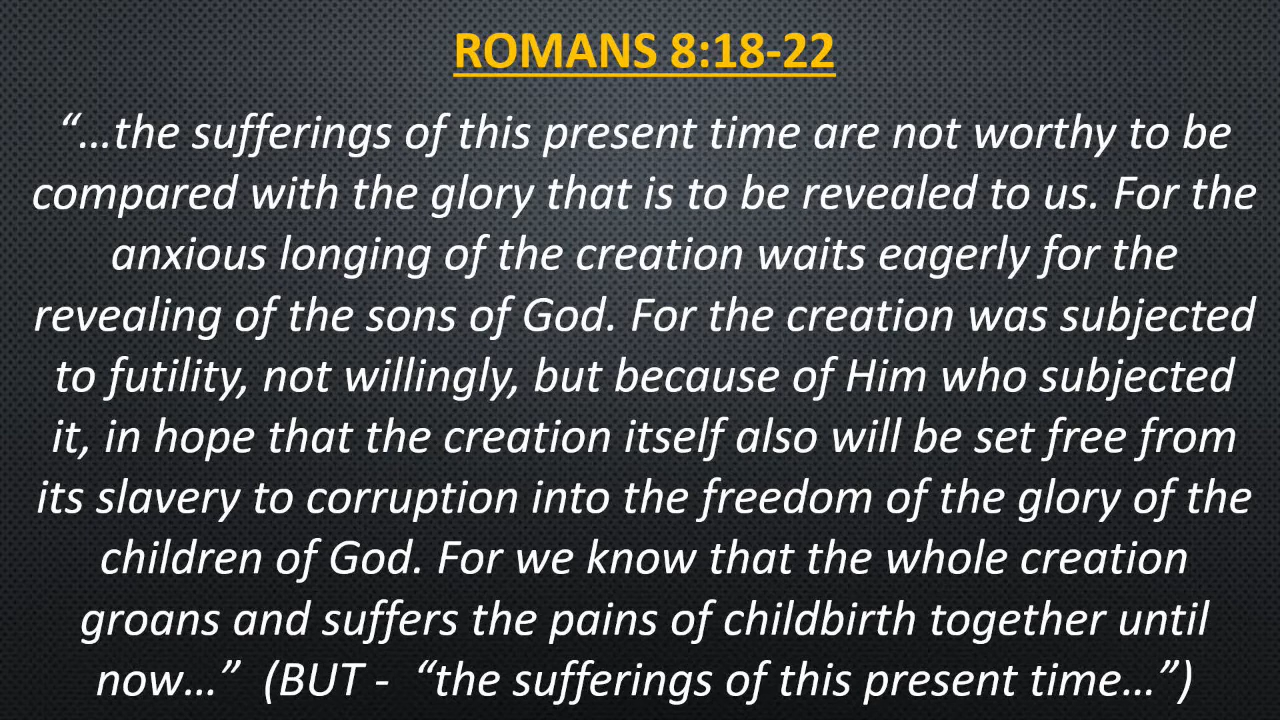 ROMANS 8:18-22
“…the sufferings of this present time are not worthy to be
compared with the glory that is to be revealed to us. For the
anxious longing of the creation waits eagerly for the
revealing of the sons of God. For the creation was subjected
to futility, not willingly, but because of Him who subjected
it, in hope that the creation itself also will be set free from
its slavery to corruption into the freedom of the glory of the
children of God. For we know that the whole creation
groans and suffers the pains of childbirth together until
now…” (BUT - “the sufferings of this present time…”)